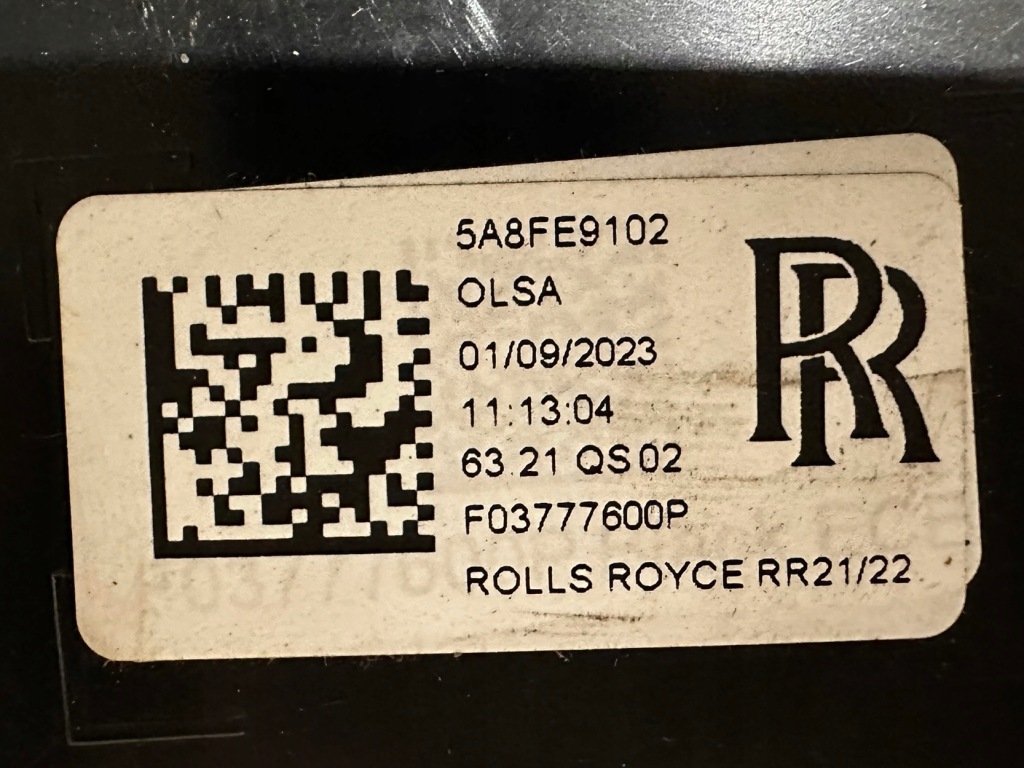 5A8FE9102
OLSA
01/09/2023
11:13:04
63.21 QS 02
F03777600P
ROLLS ROYCE RR21/22
RR